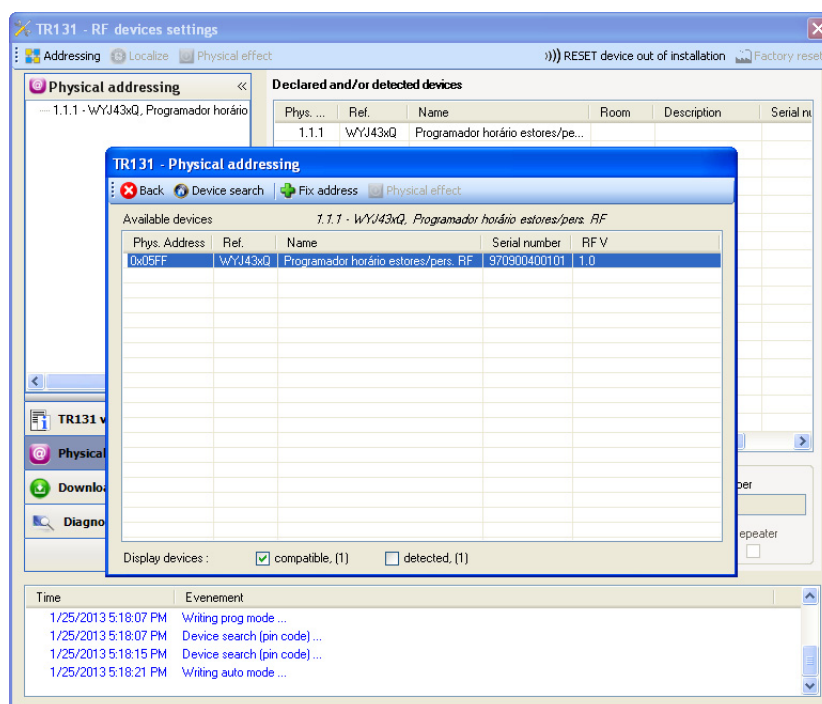 TR131 - RF devices settings
Addressing Localize Physical effect ))) RESET device out of installation Factory reset
Physical addressing «
1.1.1 - WYJ43xQ, Programador horário
Declared and/or detected devices
Phys. ... Ref. Name Room Description Serial
1.1.1 WYJ43xQ Programador horário estores/pe...
TR131 - Physical addressing
Back Device search Fix address Physical effect
Available devices 1.1.1 - WYJ43xQ, Programador horário estores/pers. RF
Phys. Address Ref. Name Serial number RF V
0x05FF WYJ43xQ Programador horário estores/pers. RF 970900400101 1.0
TR131
Physical
Diagno
epeater
Display devices : compatible, (1) detected, (1)
Time Evenement
1/25/2013 5:18:07 PM Writing prog mode ...
1/25/2013 5:18:07 PM Device search (pin code) ...
1/25/2013 5:18:15 PM Device search (pin code) ...
1/25/2013 5:18:21 PM Writing auto mode ...